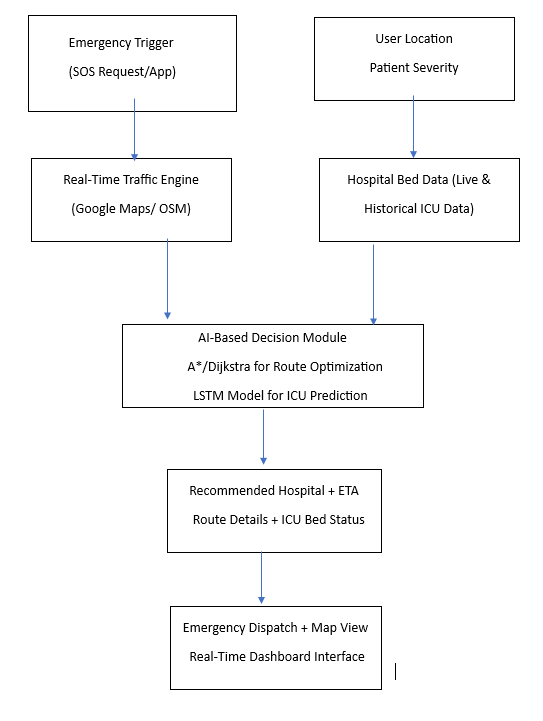 Emergency Trigger
(SOS Request/App)
User Location
Patient Severity
Real-Time Traffic Engine
(Google Maps/ OSM)
Hospital Bed Data (Live &
Historical ICU Data)
AI-Based Decision Module
A*/Dijkstra for Route Optimization
LSTM Model for ICU Prediction
Recommended Hospital + ETA
Route Details + ICU Bed Status
Emergency Dispatch + Map View
Real-Time Dashboard Interface